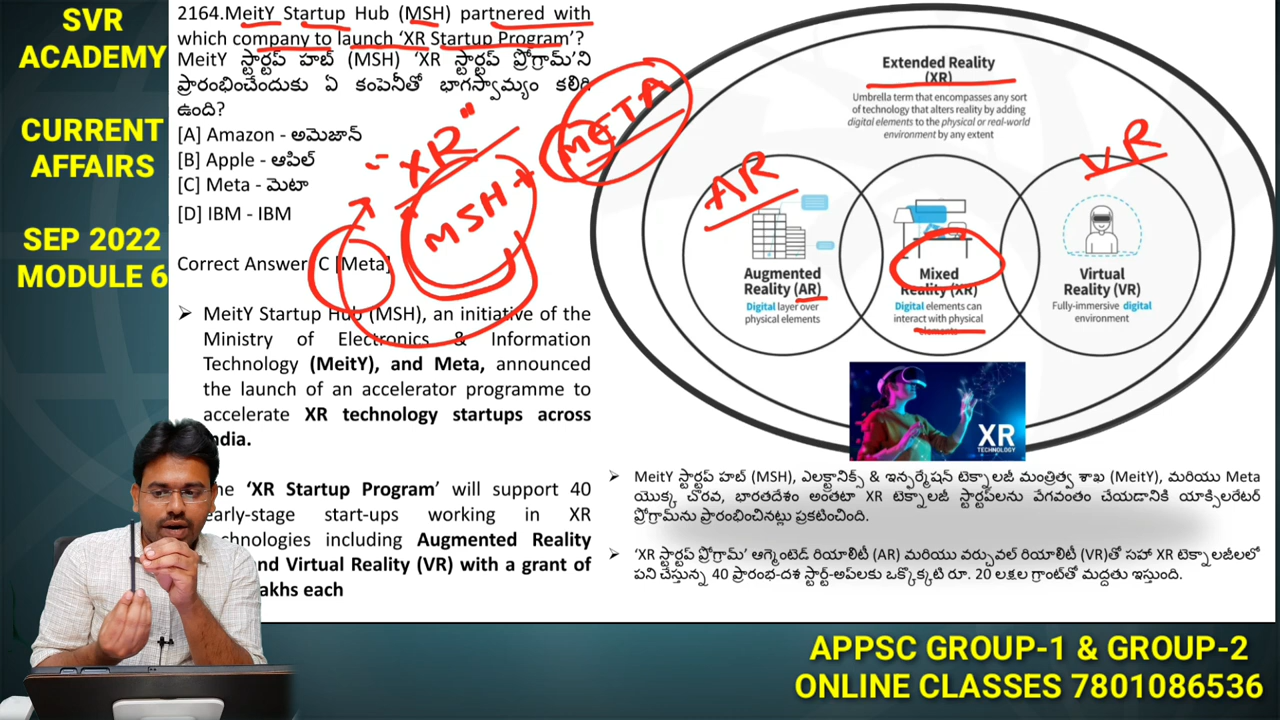 SVR
ACADEMY
CURRENT
AFFAIRS
SEP 2022
MODULE 6
2164.MeitY Startup Hub (MSH) partnered with
which company to launch ‘XR Startup Program’?
MeitY స్టార్టప్ హబ్ (MSH) ‘XR స్టార్టప్ ప్రోగ్రామ్’ని
ప్రారంభించేందుకు ఏ కంపెనీతో భాగస్వామ్యం కలిగి
ఉంది?
[A] Amazon - అమెజాన్
[B] Apple - ఆపిల్
[C] Meta - మెటా
[D] IBM - IBM
Correct Answer: C [Meta]
➢ MeitY Startup Hub (MSH), an initiative of the
Ministry of Electronics & Information
Technology (MeitY), and Meta, announced
the launch of an accelerator programme to
accelerate XR technology startups across
India.
‘XR Startup Program’ will support 40
early-stage start-ups working in XR
technologies including Augmented Reality
and Virtual Reality (VR) with a grant of
lakhs each
"XR"
MSH + META
AR
VR
Extended Reality
(XR)
Umbrella term that encompasses any sort
of technology that alters reality by adding
digital elements to the physical or real-world
environment by any extent
Augmented
Reality (AR)
Digital layer over
physical elements
Mixed
Reality (XR)
Digital elements can
interact with physical
elements
Virtual
Reality (VR)
Fully-immersive digital
environment
XR
TECHNOLOGY
➢ MeitY స్టార్టప్ హబ్ (MSH), ఎలక్ట్రానిక్స్ & ఇన్ఫర్మేషన్ టెక్నాలజీ మంత్రిత్వ శాఖ (MeitY), మరియు Meta
యొక్క చొరవ, భారతదేశం అంతటా XR టెక్నాలజీ స్టార్టప్‌లను వేగవంతం చేయడానికి యాక్సిలరేటర్
ప్రోగ్రామ్‌ను ప్రారంభించినట్లు ప్రకటించింది.
➢ ‘XR స్టార్టప్ ప్రోగ్రామ్’ ఆగ్మెంటెడ్ రియాలిటీ (AR) మరియు వర్చువల్ రియాలిటీ (VR)తో సహా XR టెక్నాలజీలలో
పని చేస్తున్న 40 ప్రారంభ-దశ స్టార్ట్-అప్‌లకు ఒక్కొక్కటి రూ. 20 లక్షల గ్రాంట్‌తో మద్దతు ఇస్తుంది.
APPSC GROUP-1 & GROUP-2
ONLINE CLASSES 7801086536